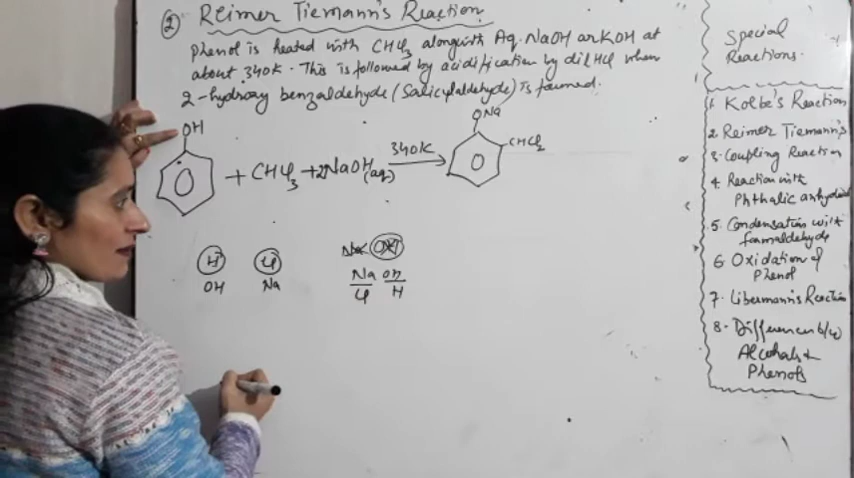 ② Reimer Tiemann's Reaction
Phenol is heated with CHCl3 alongwith Aq. NaOH or KOH at
about 340K. This is followed by acidification by dil HCl when
2-hydroxy benzaldehyde (Salicylaldehyde) is formed.
OH
ONa
CHCl2
+ CHCl3 + 2NaOH (aq)
340K
H
Cl
OH
OH
Na
Na OH
Cl H
Special
Reactions.
1. Kolbe's Reaction
2. Reimer Tiemann's
3. Coupling Reaction
4. Reaction with
Phthalic anhydride
5. Condensation with
formaldehyde
6. Oxidation of
Phenol
7. Libermann's Reaction
8. Difference b/w
Alcohols &
Phenols